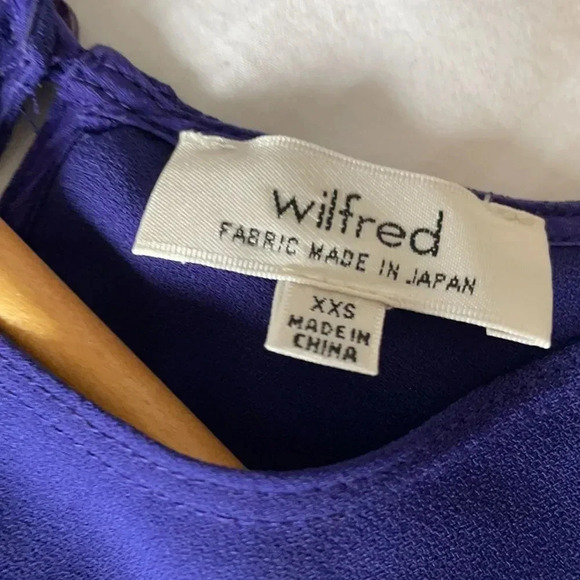 wilfred
FABRIC MADE IN JAPAN
XXS
MADE IN
CHINA